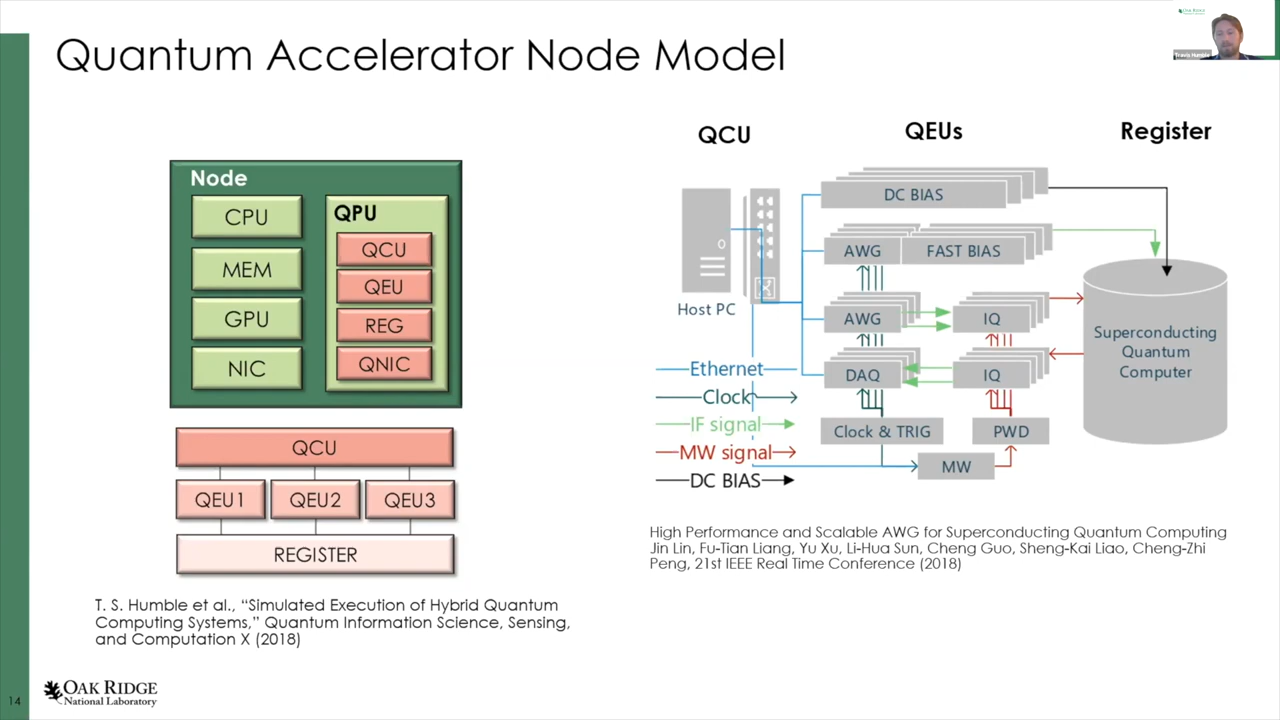 Quantum Accelerator Node Model
OAK RIDGE
Travis Humble
Node
CPU
MEM
GPU
NIC
QPU
QCU
QEU
REG
QNIC
QCU
QEU1
QEU2
QEU3
REGISTER
T. S. Humble et al., “Simulated Execution of Hybrid Quantum
Computing Systems,” Quantum Information Science, Sensing,
and Computation X (2018)
QCU
QEUs
Register
DC BIAS
AWG
FAST BIAS
AWG
IQ
DAQ
IQ
Clock & TRIG
PWD
MW
Host PC
Superconducting
Quantum
Computer
Ethernet
Clock
IF signal
MW signal
DC BIAS
High Performance and Scalable AWG for Superconducting Quantum Computing
Jin Lin, Fu-Tian Liang, Yu Xu, Li-Hua Sun, Cheng Guo, Sheng-Kai Liao, Cheng-Zhi
Peng, 21st IEEE Real Time Conference (2018)
14
OAK RIDGE
National Laboratory